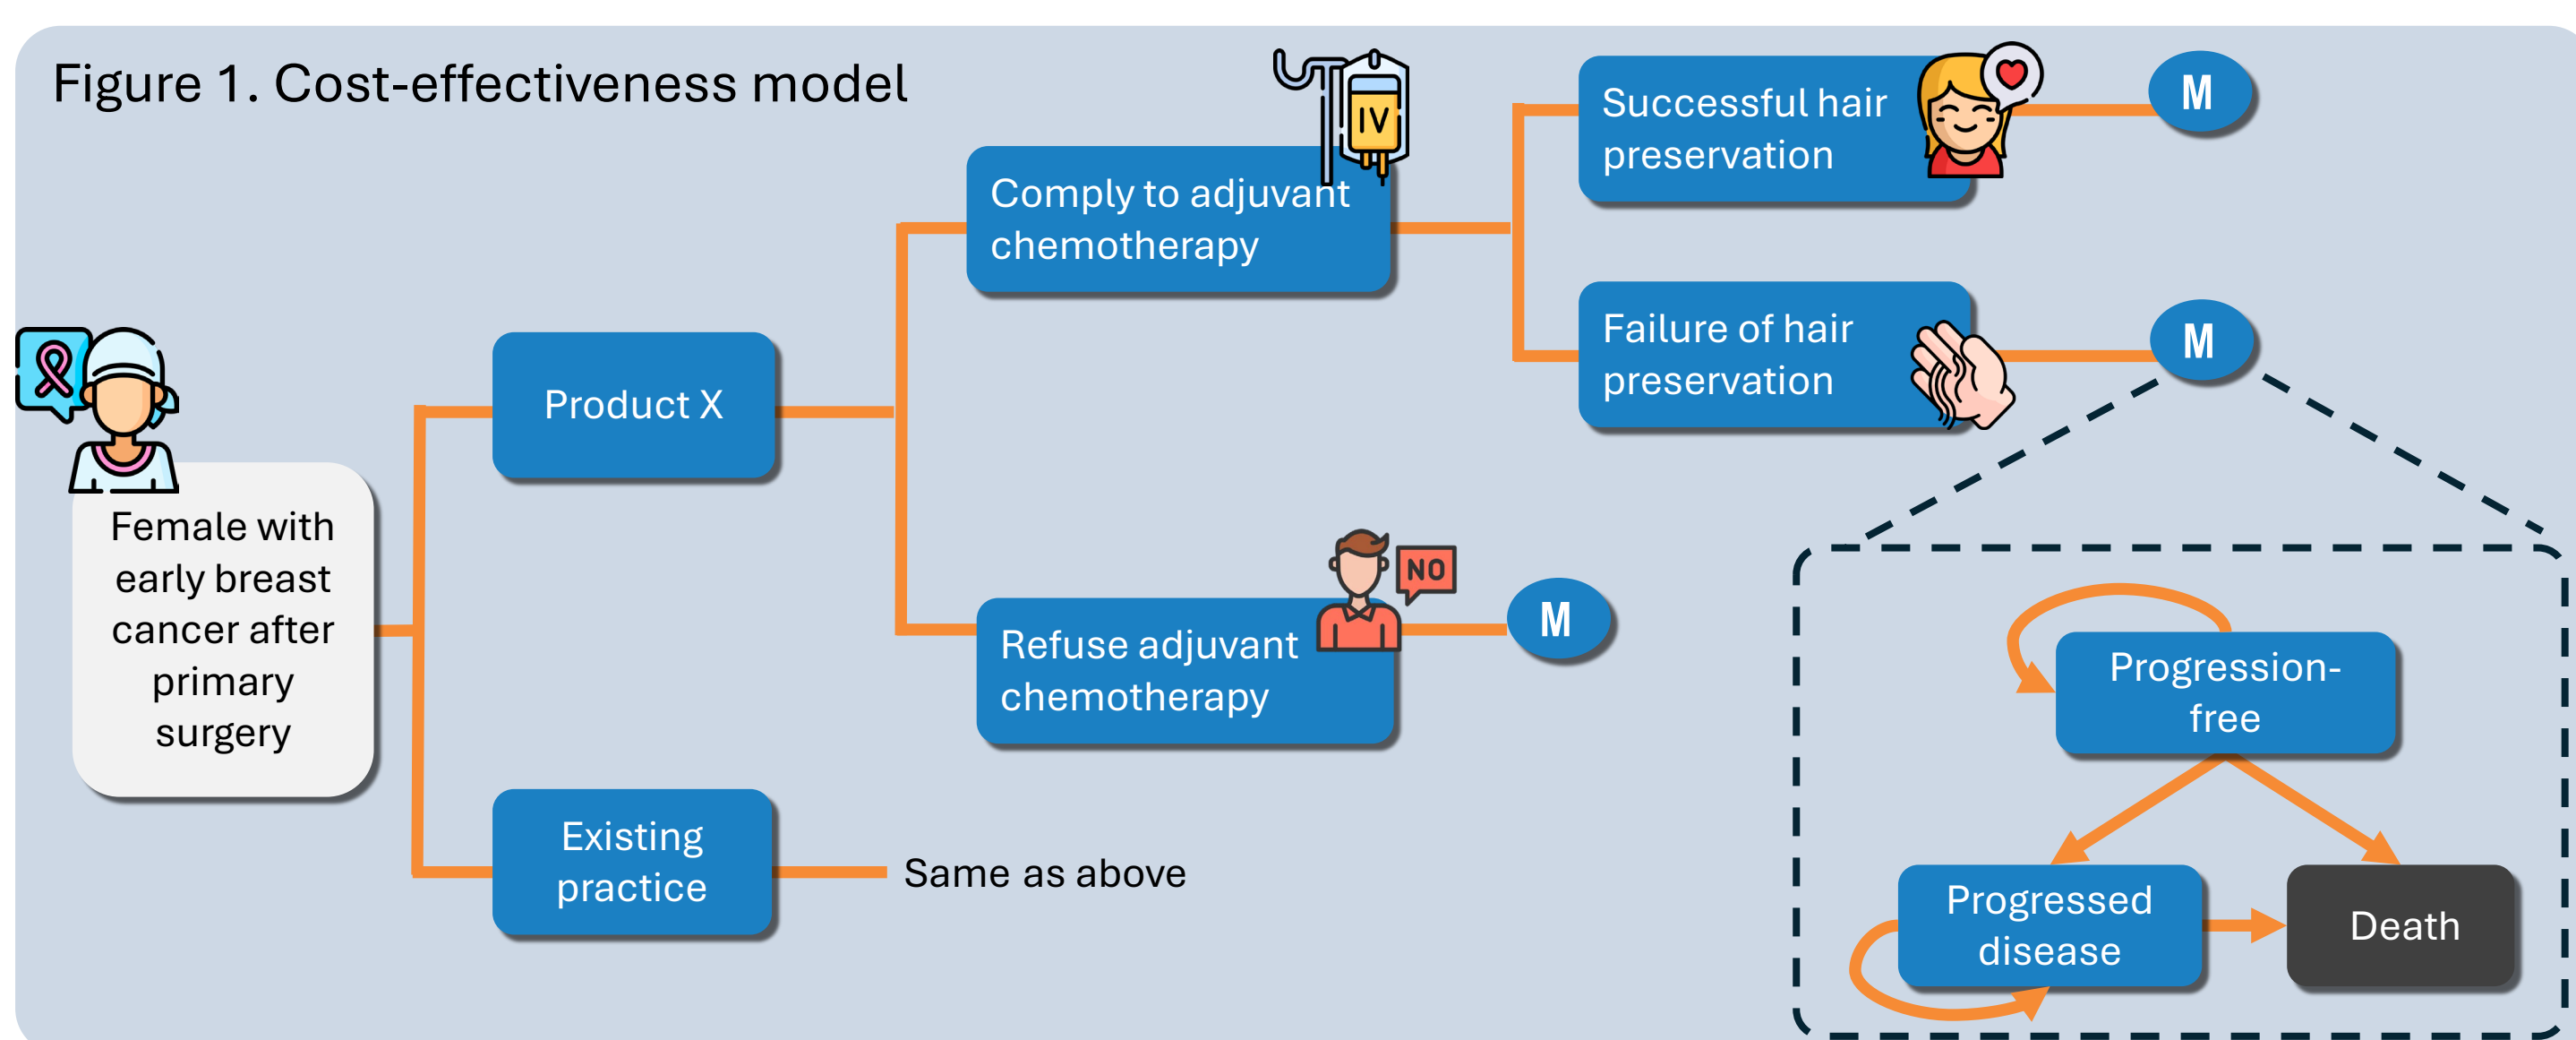 Figure 1. Cost-effectiveness model
IV
Successful hair
preservation
M
Comply to adjuvant
chemotherapy
Failure of hair
preservation
M
Product X
Female with
early breast
cancer after
primary
surgery
NO
Refuse adjuvant
chemotherapy
M
Existing
practice
Same as above
Progression-
free
Progressed
disease
Death